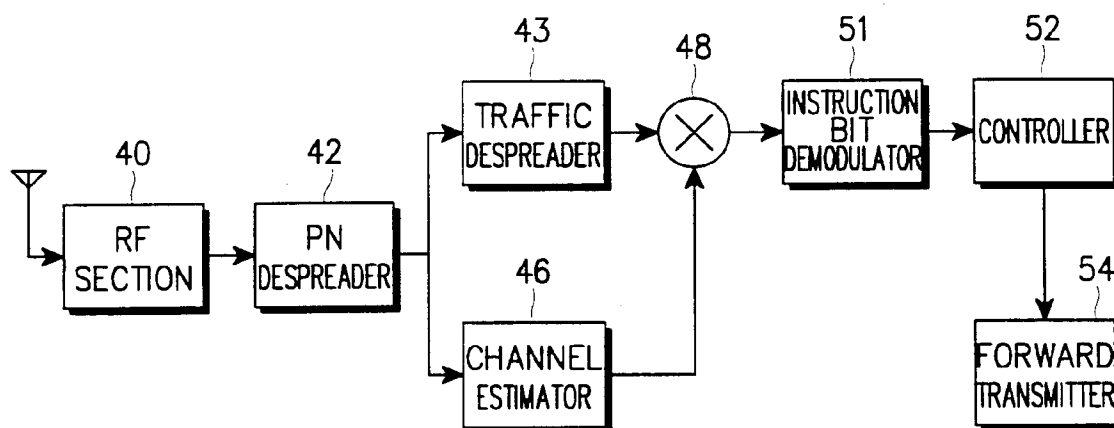 43
48
51
52
TRAFFIC
DESPREADER
INSTRUCTION
BIT
DEMODULATOR
CONTROLLER
40
42
RF
SECTION
PN
DESPREADER
46
CHANNEL
ESTIMATOR
54
FORWARD
TRANSMITTER